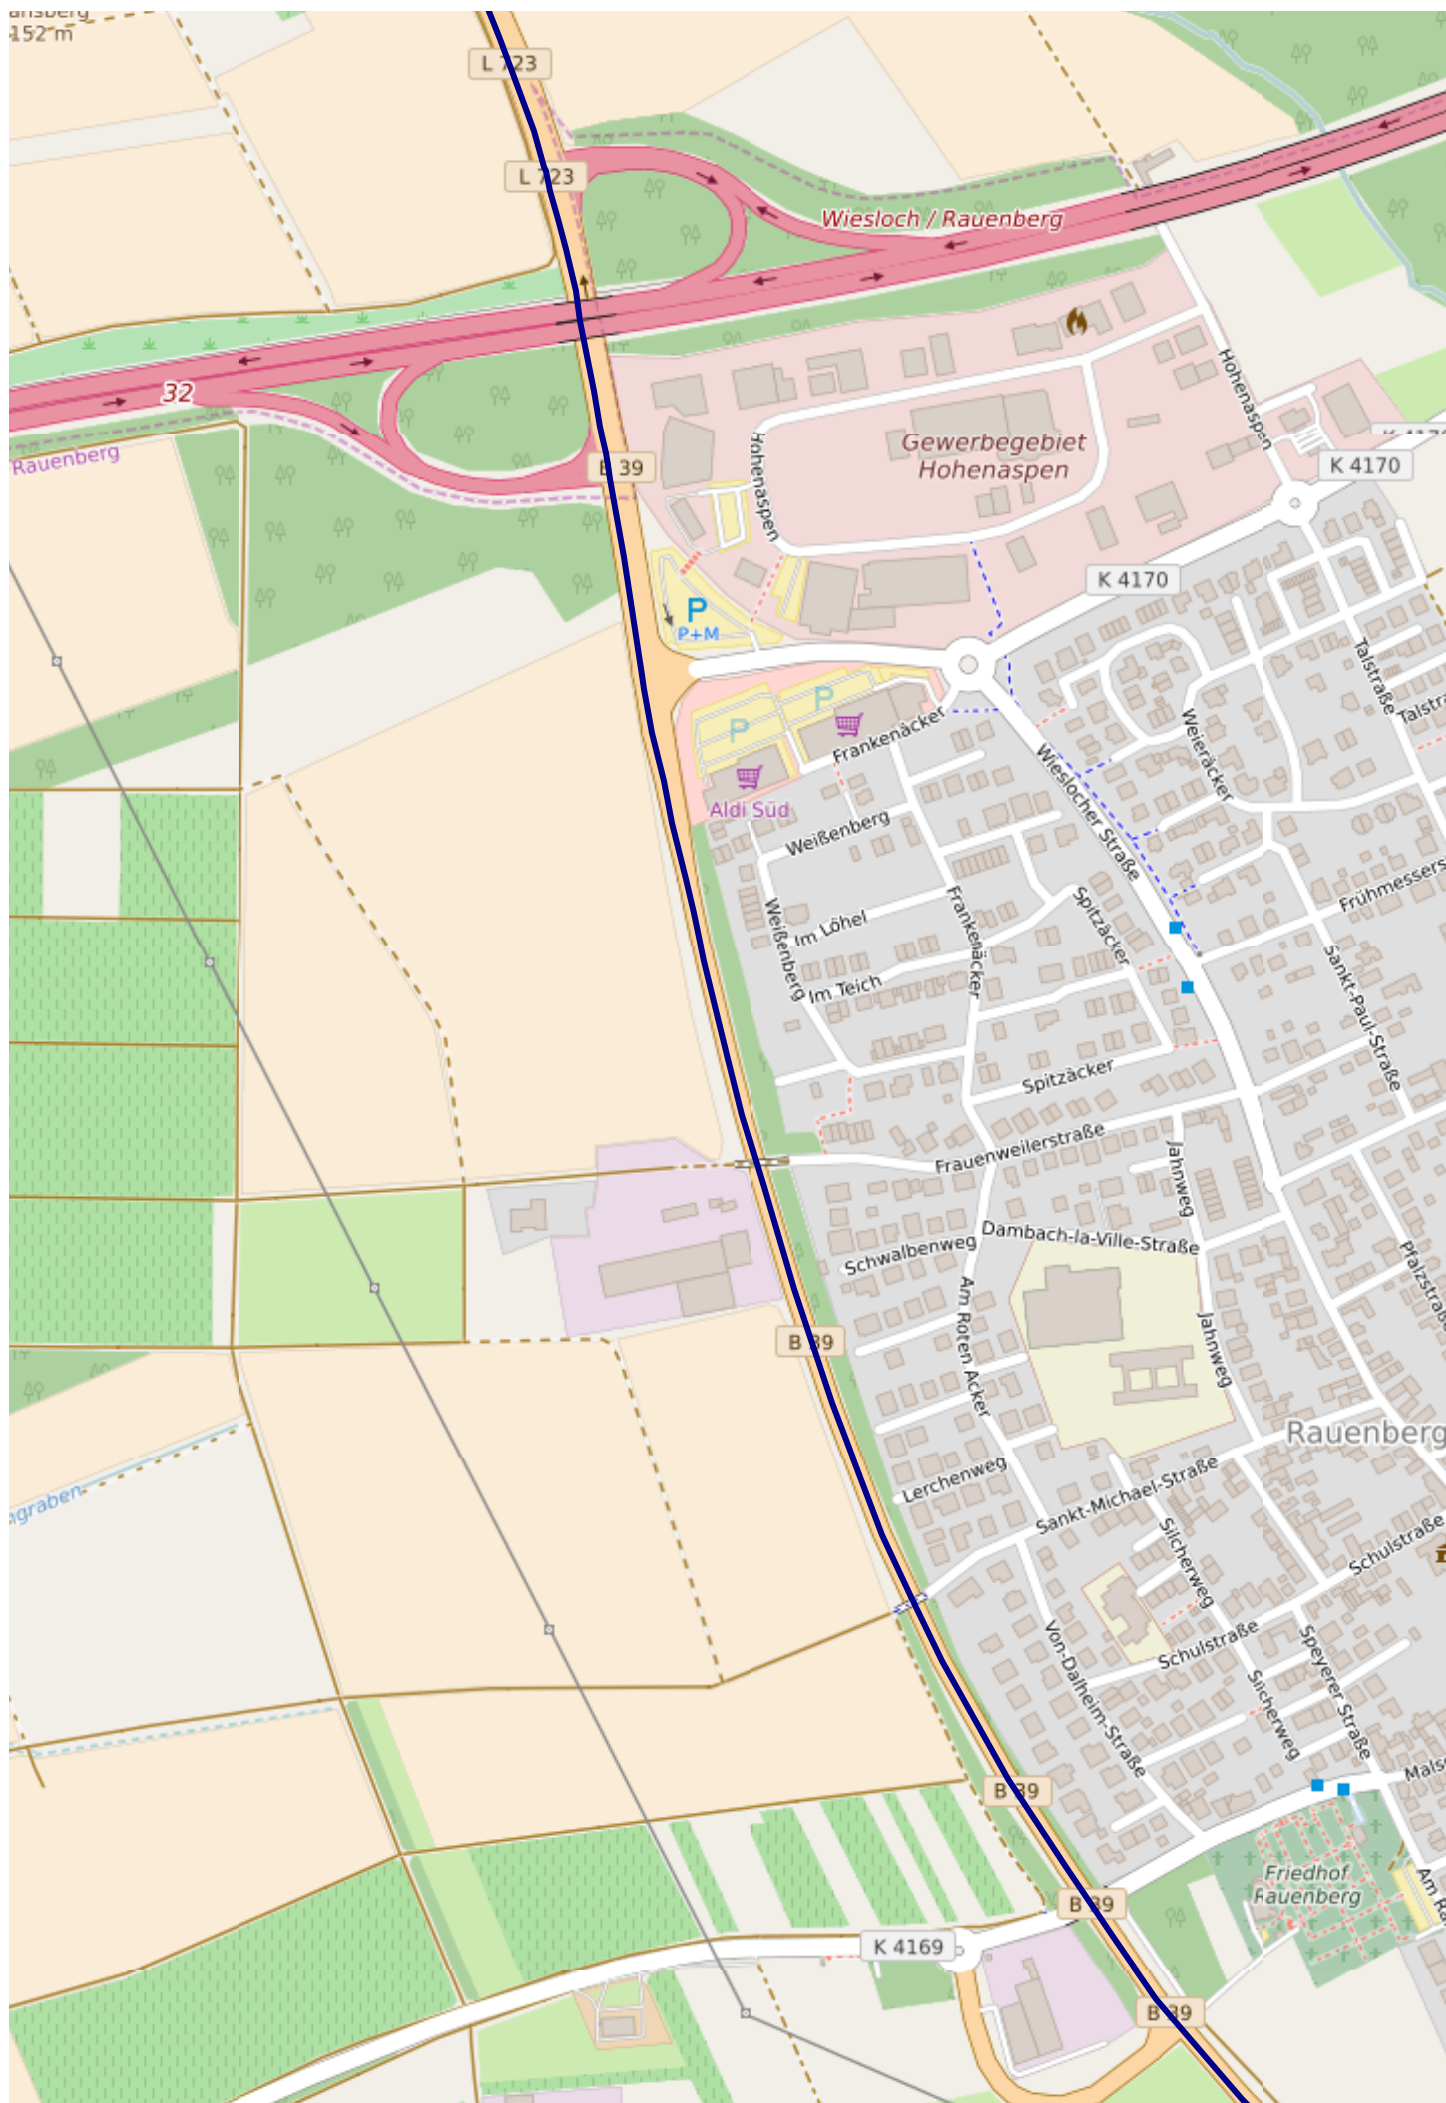 152 m
L 723
L 723
Wiesloch / Rauenberg
32
Hohenaspen
Rauenberg
B 39
Hohenaspen
Gewerbegebiet
Hohenaspen
K 4170
K 4170
P
P+M
Talstraße
P
P
Frankenäcker
Weieräcker
Wieslocher Straße
Aldi Süd
Weißenberg
Weißenberg
Im Löhel
Im Teich
Frankenäcker
Spitzäcker
Sankt-Paul-Straße
Spitzäcker
Frauenweilerstraße
Jahnweg
Dambach-la-Ville-Straße
Schwalbenweg
Am Roten Acker
Jahnweg
B 39
Rauenberg
Lerchenweg
Sankt-Michael-Straße
Silcherweg
Schulstraße
Schulstraße
Von-Dalheim-Straße
Silcherweg
Speyerer Straße
B 39
Friedhof
Rauenberg
B 39
K 4169
B 39